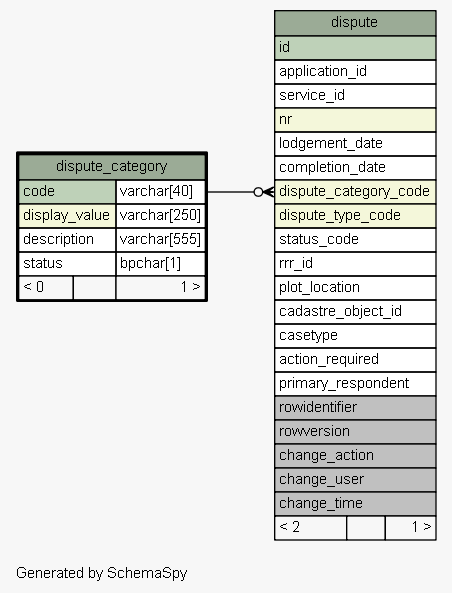 dispute
id
application_id
service_id
nr
lodgement_date
completion_date
dispute_category_code
dispute_type_code
status_code
rrr_id
plot_location
cadastre_object_id
casetype
action_required
primary_respondent
rowidentifier
rowversion
change_action
change_user
change_time
< 2 1 >
dispute_category
code varchar[40]
display_value varchar[250]
description varchar[555]
status bpchar[1]
< 0 1 >
Generated by SchemaSpy